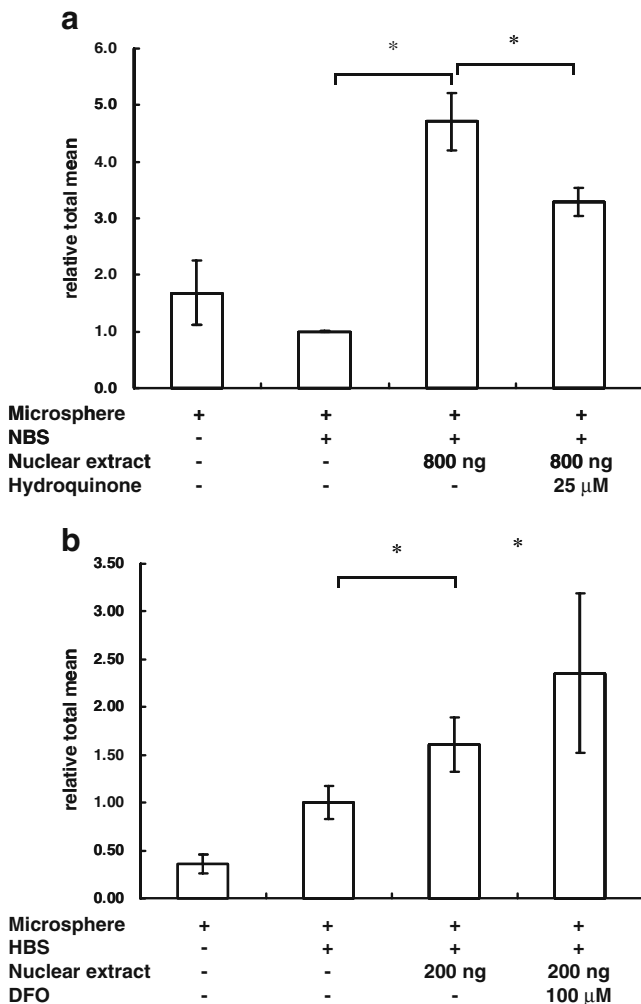 a
* *
6.0
5.0
4.0
3.0
2.0
1.0
0.0
relative total mean
Microsphere + + + +
NBS - + + +
Nuclear extract - - 800 ng 800 ng
Hydroquinone - - - 25 μM
b
* *
3.50
3.00
2.50
2.00
1.50
1.00
0.50
0.00
relative total mean
Microsphere + + + +
HBS - + + +
Nuclear extract - - 200 ng 200 ng
DFO - - - 100 μM